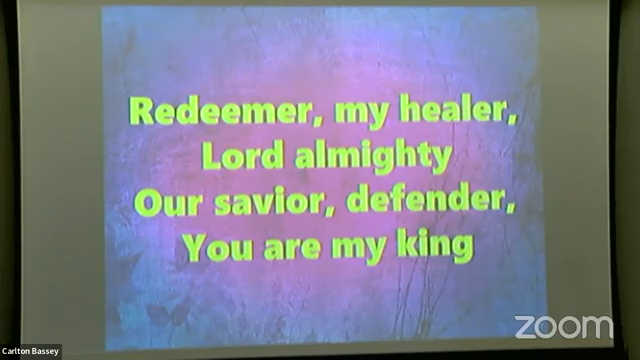 Redeemer, my healer,
Lord almighty
Our savior, defender,
You are my king
Carlton Bassey
zoom